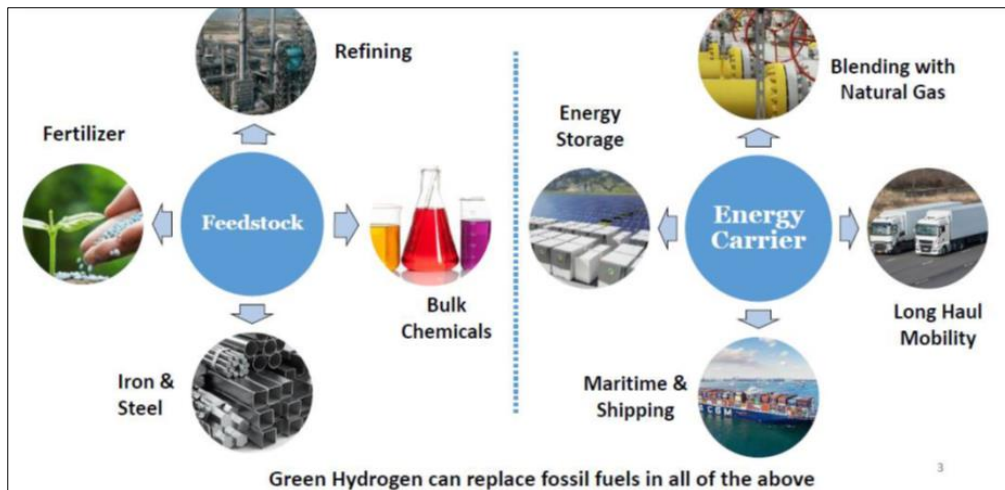 Refining
Fertilizer
Feedstock
Bulk
Chemicals
Iron &
Steel
Blending with
Natural Gas
Energy
Storage
Energy
Carrier
Long Haul
Mobility
Maritime &
Shipping
CGM
Green Hydrogen can replace fossil fuels in all of the above
3